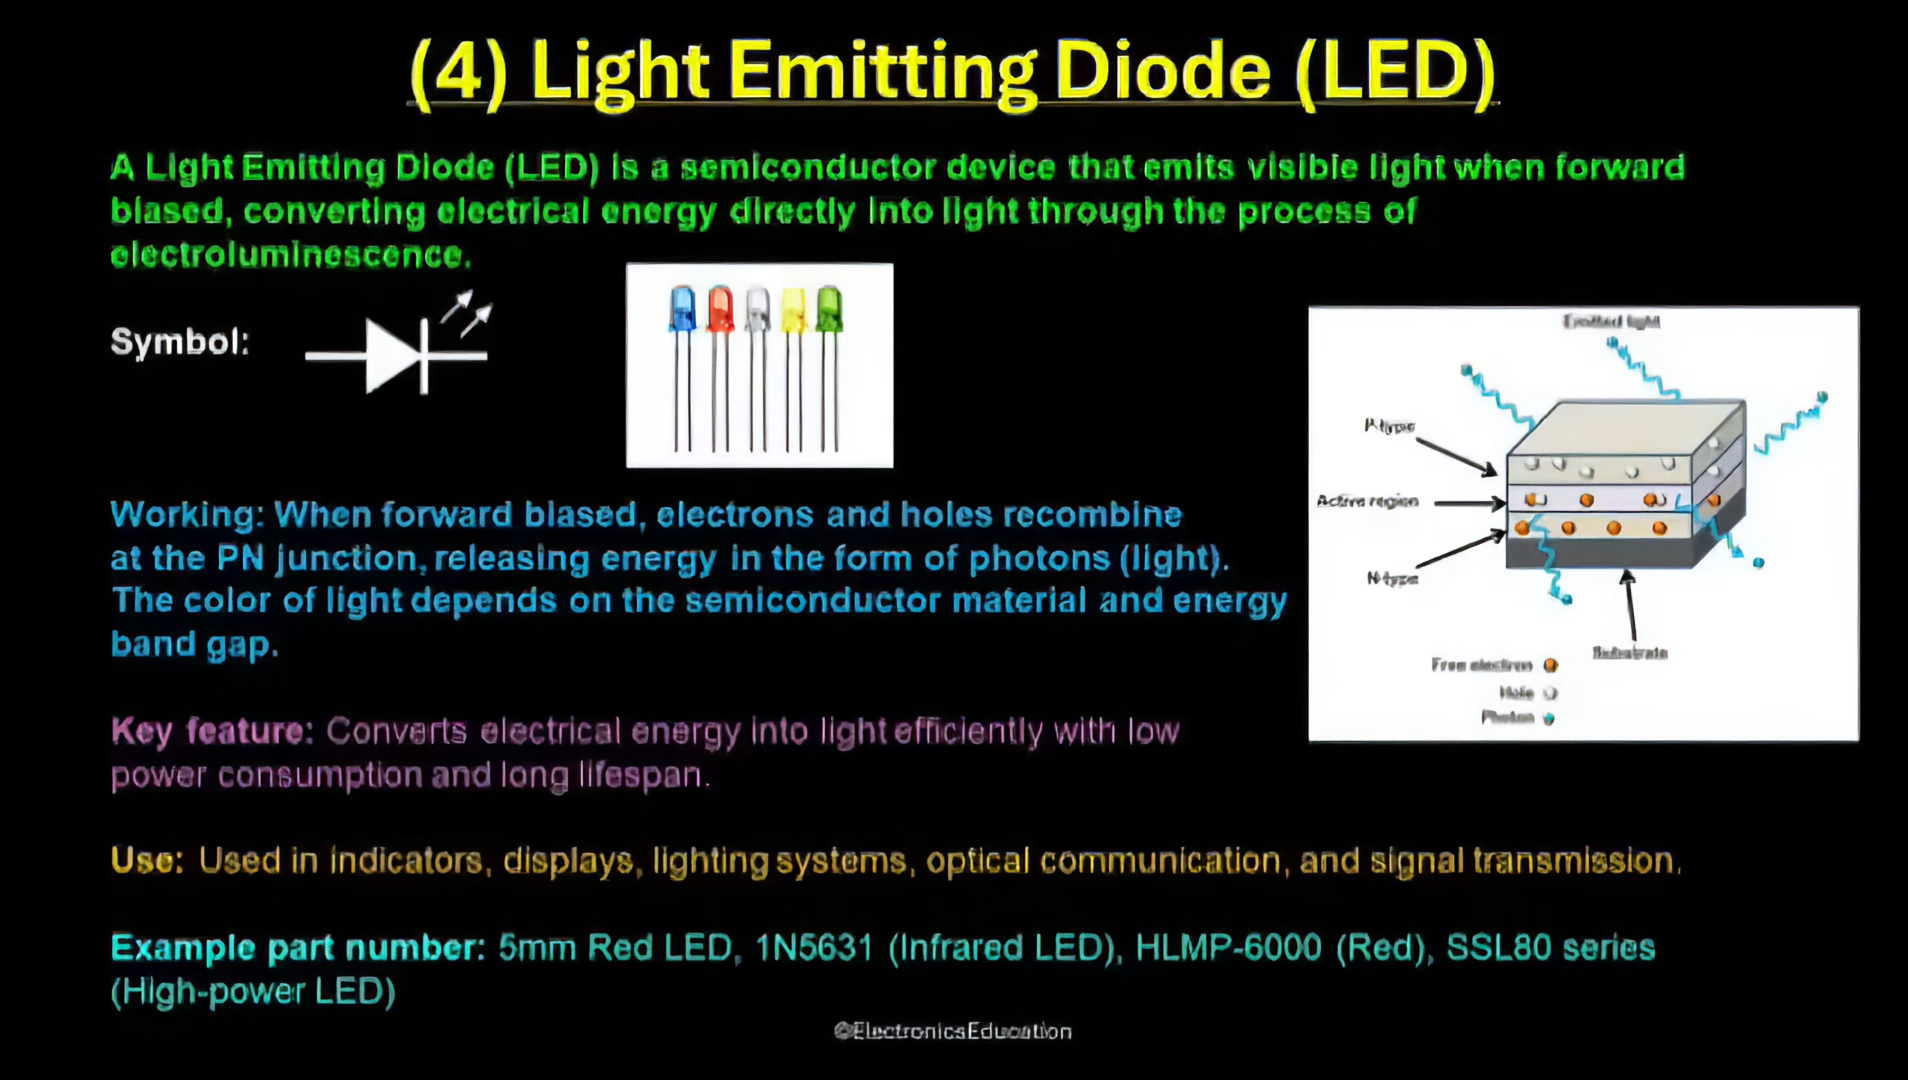 (4) Light Emitting Diode (LED)
A Light Emitting Diode (LED) is a semiconductor device that emits visible light when forward
biased, converting electrical energy directly into light through the process of
electroluminescence.
Symbol:
Emitted light
P-type
Active region
N-type
Substrate
Free electron
Hole
Photon
Working: When forward biased, electrons and holes recombine
at the PN junction, releasing energy in the form of photons (light).
The color of light depends on the semiconductor material and energy
band gap.
Key feature: Converts electrical energy into light efficiently with low
power consumption and long lifespan.
Use: Used in indicators, displays, lighting systems, optical communication, and signal transmission.
Example part number: 5mm Red LED, 1N5631 (Infrared LED), HLMP-6000 (Red), SSL80 series
(High-power LED)
@ElectronicsEducation